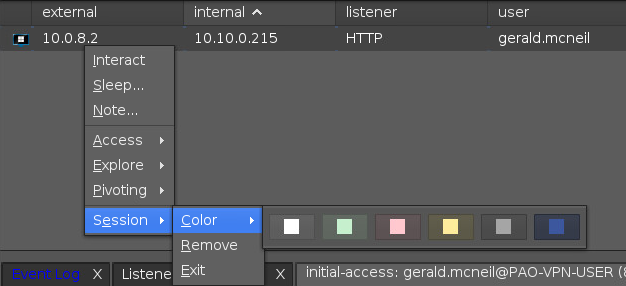 external internal listener user
10.0.8.2 10.10.0.215 HTTP gerald.mcneil
Interact
Sleep...
Note...
Access
Explore
Pivoting
Session Color
Remove
Exit
Event Log X Listene X initial-access: gerald.mcneil@PAO-VPN-USER (8